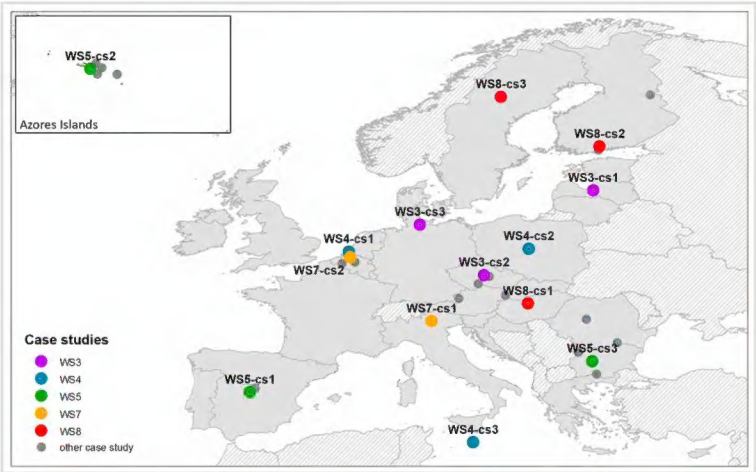 WS5-cs2
Azores Islands
WS8-cs3
WS8-cs2
WS3-cs1
WS3-cs3
WS4-cs1
WS4-cs2
WS7-cs2
WS3-cs2
WS8-cs1
WS7-cs1
WS5-cs3
WS5-cs1
WS4-cs3
Case studies
WS3
WS4
WS5
WS7
WS8
other case study